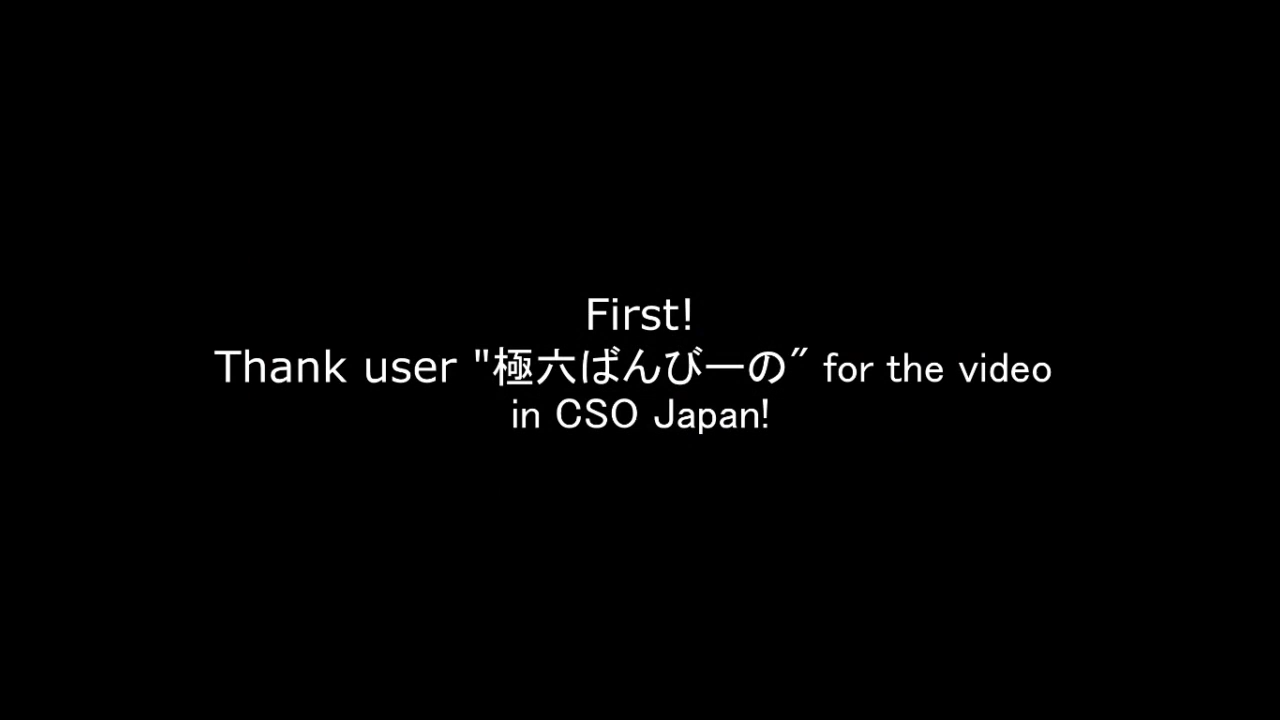 First!
Thank user "極六ばんびーの″ for the video
in CSO Japan!